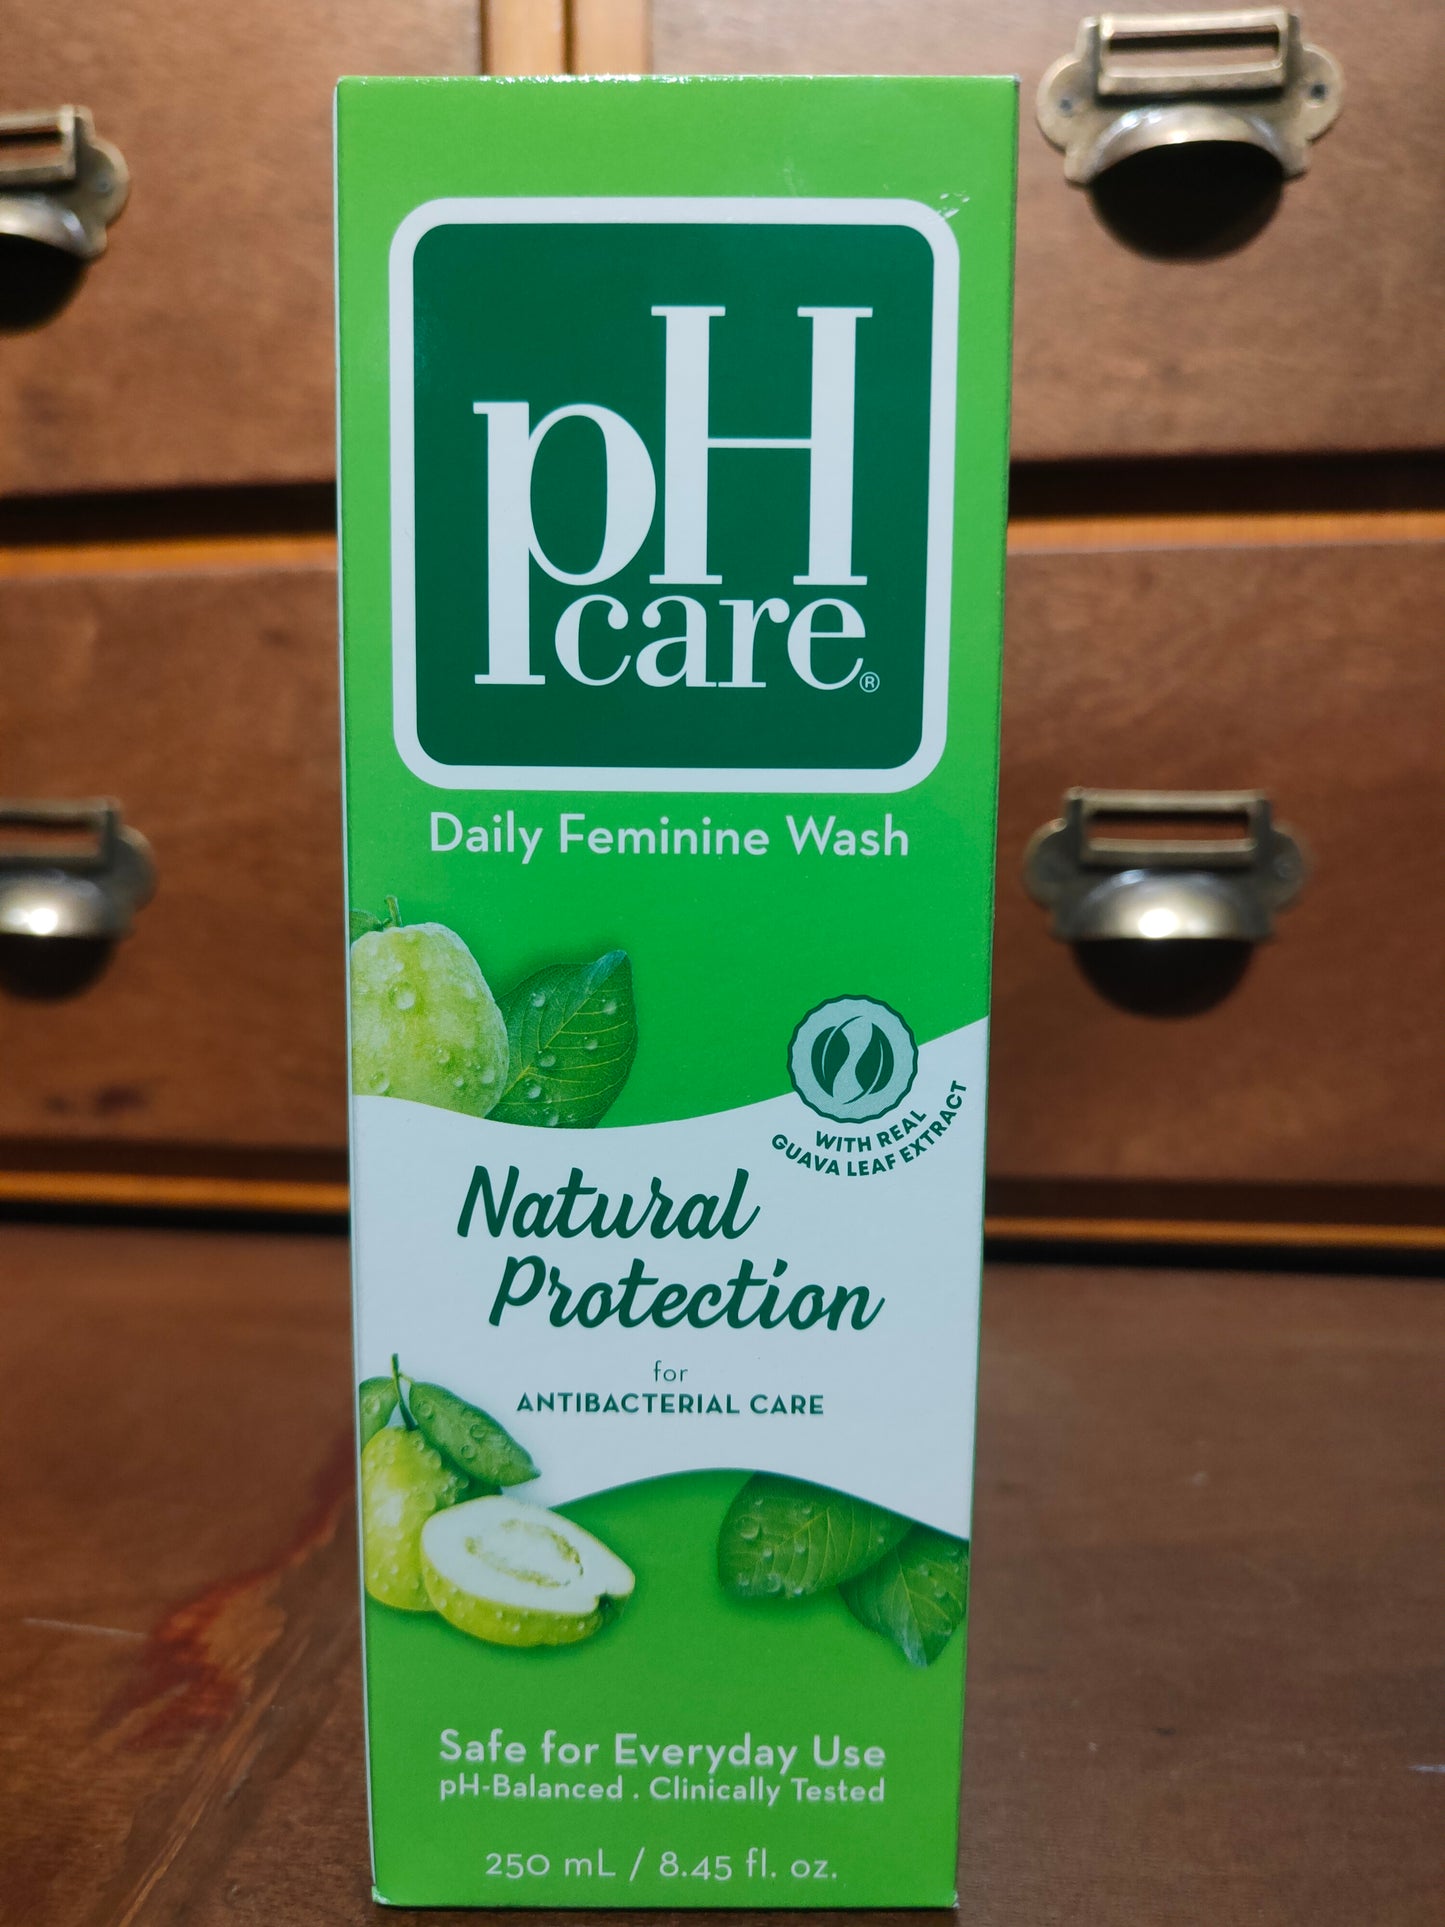 pH
care®
Daily Feminine Wash
WITH REAL
GUAVA LEAF EXTRACT
Natural
Protection
for
ANTIBACTERIAL CARE
Safe for Everyday Use
pH-Balanced . Clinically Tested
250 mL / 8.45 fl. oz.